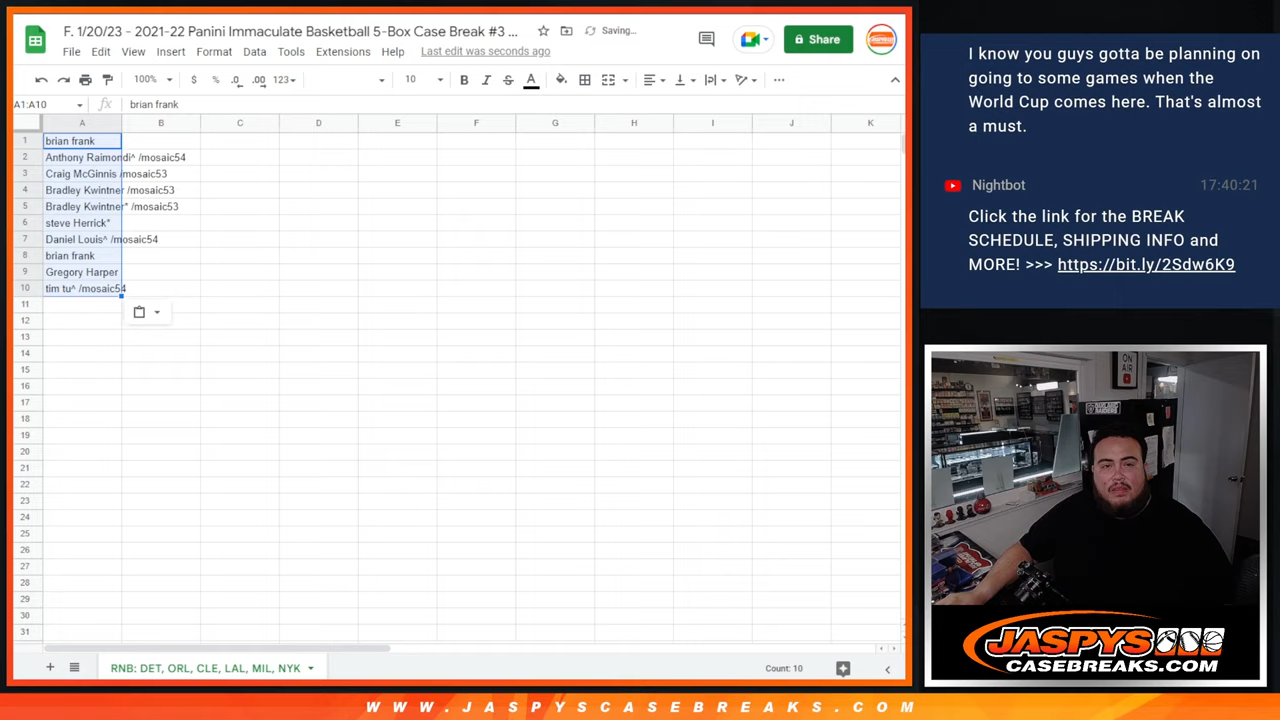 F. 1/20/23 - 2021-22 Panini Immaculate Basketball 5-Box Case Break #3 ...
Saving...
File Edit View Insert Format Data Tools Extensions Help Last edit was seconds ago
Share
100% $ % .0 .00 123 10 B I S A
A1:A10 fx brian frank
A B C D E F G H I J K
1 brian frank
2 Anthony Raimondi^ /mosaic54
3 Craig McGinnis /mosaic53
4 Bradley Kwintner /mosaic53
5 Bradley Kwintner* /mosaic53
6 steve Herrick*
7 Daniel Louis^ /mosaic54
8 brian frank
9 Gregory Harper
10 tim tu^ /mosaic54
11
12
13
14
15
16
17
18
19
20
21
22
23
24
25
26
27
28
29
30
31
RNB: DET, ORL, CLE, LAL, MIL, NYK
Count: 10
I know you guys gotta be planning on
going to some games when the
World Cup comes here. That's almost
a must.
Nightbot 17:40:21
Click the link for the BREAK
SCHEDULE, SHIPPING INFO and
MORE! >>> https://bit.ly/2Sdw6K9
ON
AIR
JASPYS
CASEBREAKS.COM
WWW.JASPYSCASEBREAKS.COM